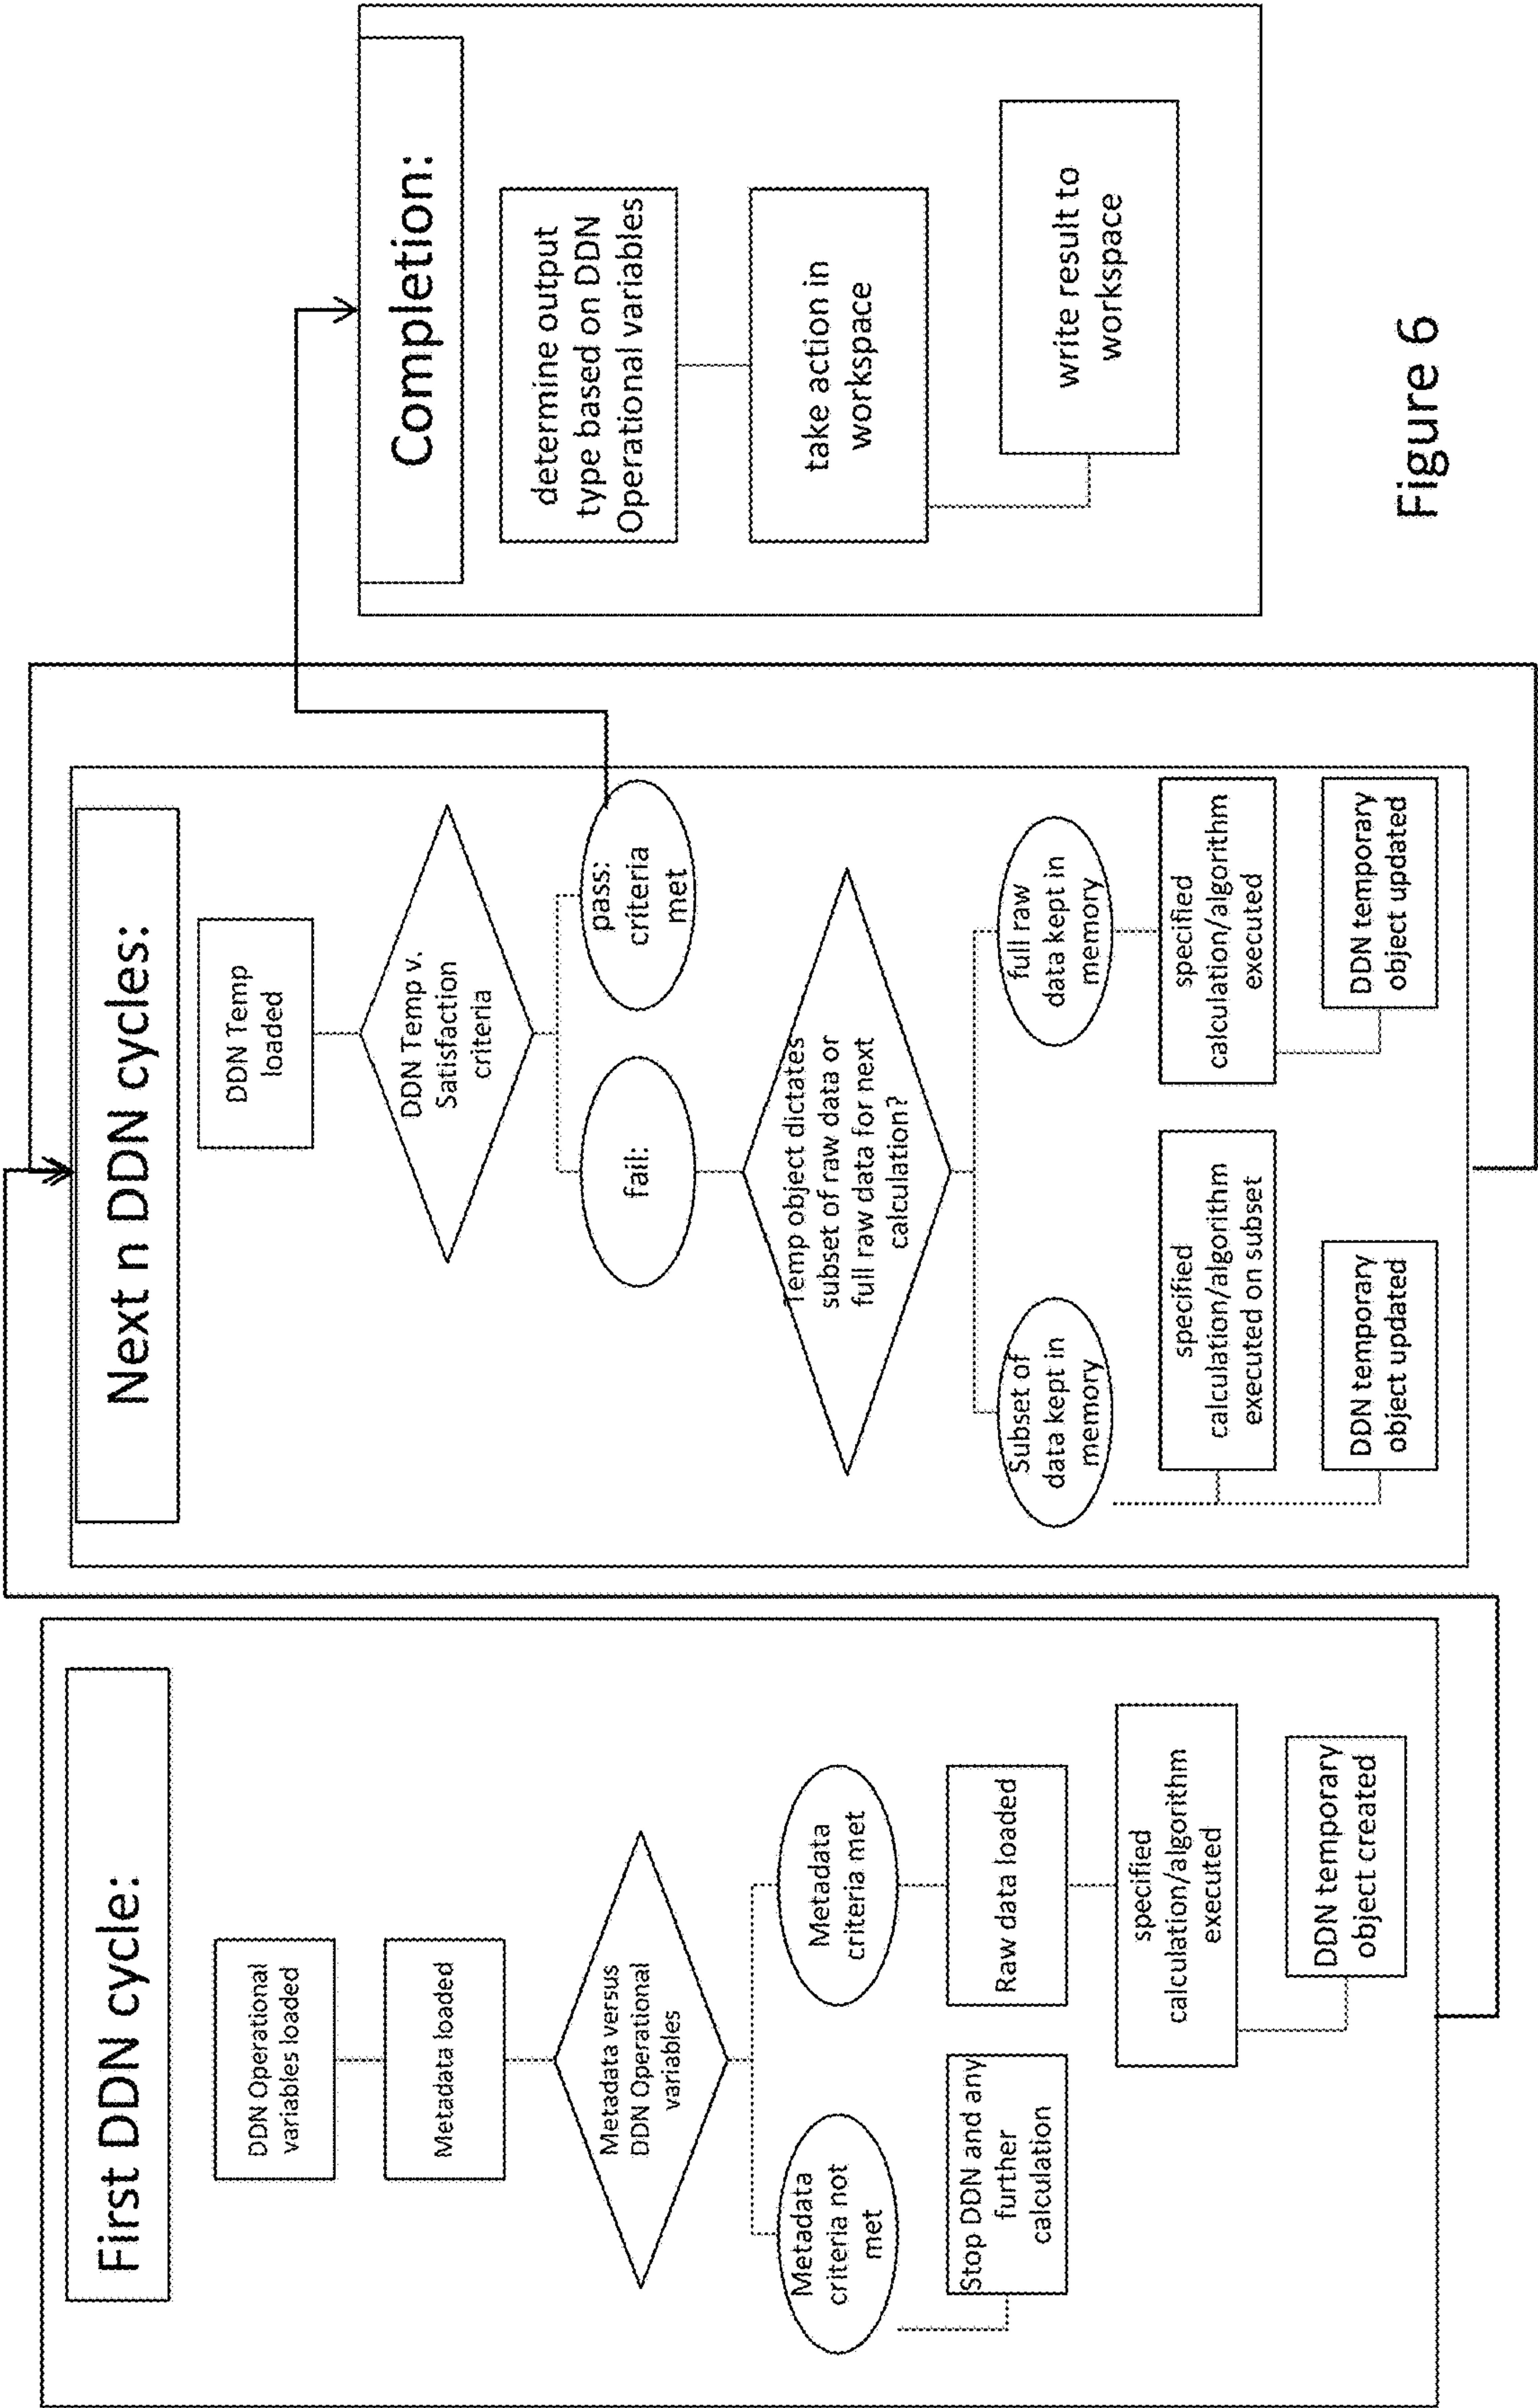 First DDN cycle:
DDN Operational
variables loaded
Metadata loaded
Metadata versus
DDN Operational
variables
Metadata
criteria not
met
Stop DDN and any
further
calculation
Metadata
criteria met
Raw data loaded
specified
calculation/algorithm
executed
DDN temporary
object created
Next n DDN cycles:
DDN Temp
loaded
DDN Temp v.
Satisfaction
criteria
fail:
pass:
criteria
met
Temp object dictates
subset of raw data or
full raw data for next
calculation?
Subset of
data kept in
memory
specified
calculation/algorithm
executed on subset
DDN temporary
object updated
full raw
data kept in
memory
specified
calculation/algorithm
executed
DDN temporary
object updated
Completion:
determine output
type based on DDN
Operational variables
take action in
workspace
write result to
workspace
Figure 6